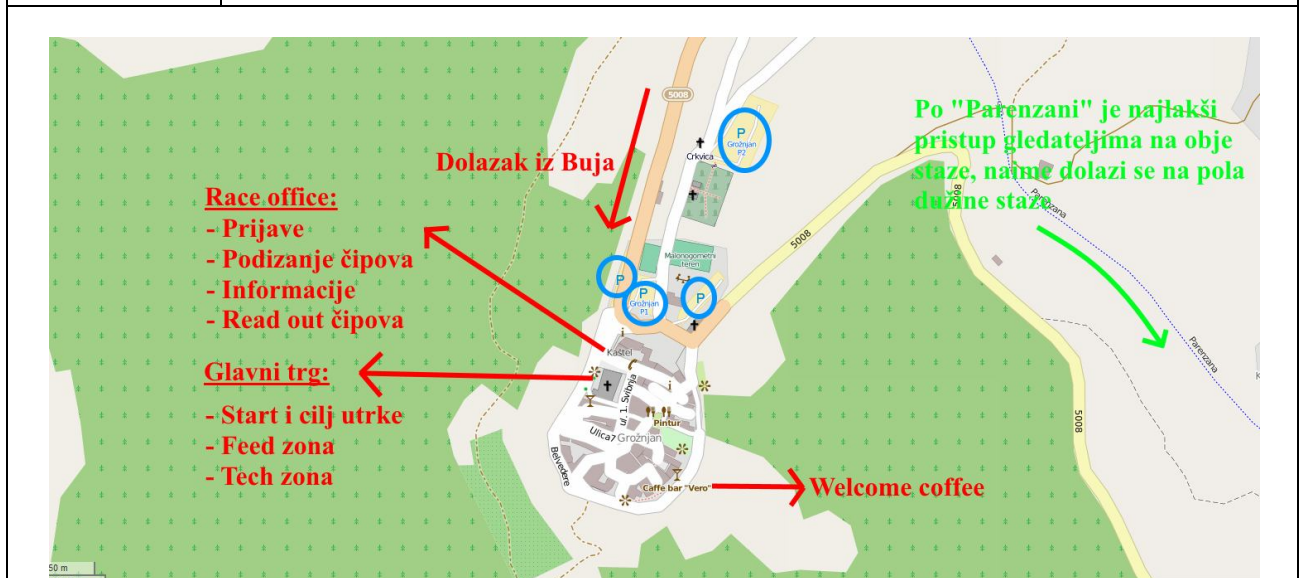 5008
P
Grožnjan
P2
Crkvica
Po "Parenzani" je najlakši
pristup gledateljima na obje
staze, naime dolazi se na pola
dužine staze
Dolazak iz Buja
Race office:
- Prijave
- Podizanje čipova
- Informacije
- Read out čipova
5008
Parenzana
5008
Malonogometni
teren
P
P
Grožnjan
P1
P
Parenzana
Kaštel
Glavni trg:
- Start i cilj utrke
- Feed zona
- Tech zona
ul. 1. Svibnja
Pintur
Ulica7
Grožnjan
Belvedere
5008
Caffe bar "Vero"
Welcome coffee
50 m